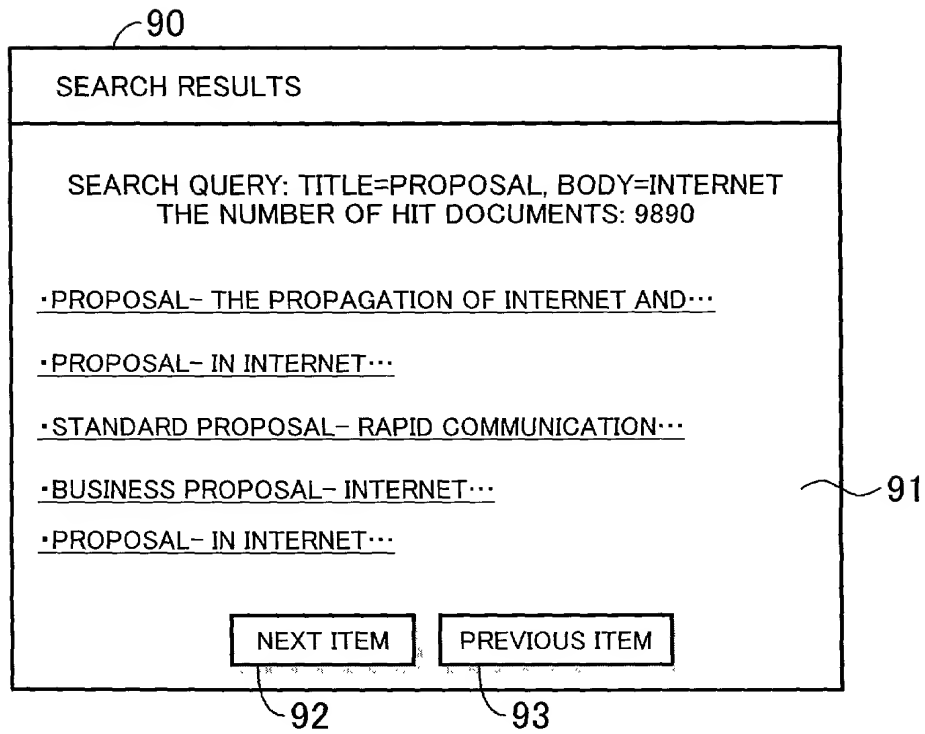 90
SEARCH RESULTS
SEARCH QUERY: TITLE=PROPOSAL, BODY=INTERNET
THE NUMBER OF HIT DOCUMENTS: 9890
・PROPOSAL− THE PROPAGATION OF INTERNET AND⋯
・PROPOSAL− IN INTERNET⋯
・STANDARD PROPOSAL− RAPID COMMUNICATION⋯
・BUSINESS PROPOSAL− INTERNET⋯
91
・PROPOSAL− IN INTERNET⋯
NEXT ITEM PREVIOUS ITEM
92 93